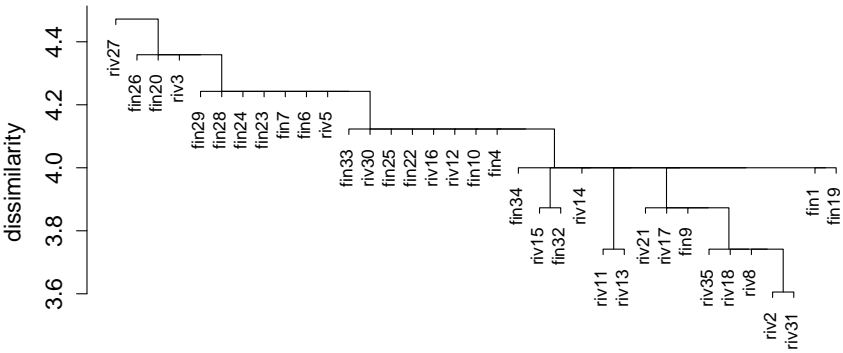 dissimilarity
4.4
4.2
4.0
3.8
3.6
riv27
fin26
fin20
riv3
fin29
fin28
fin24
fin23
fin7
fin6
riv5
fin33
riv30
fin25
fin22
riv16
riv12
fin10
fin4
fin34
riv15
fin32
riv14
riv11
riv13
riv21
riv17
fin9
riv35
riv18
riv8
riv2
riv31
fin1
fin19